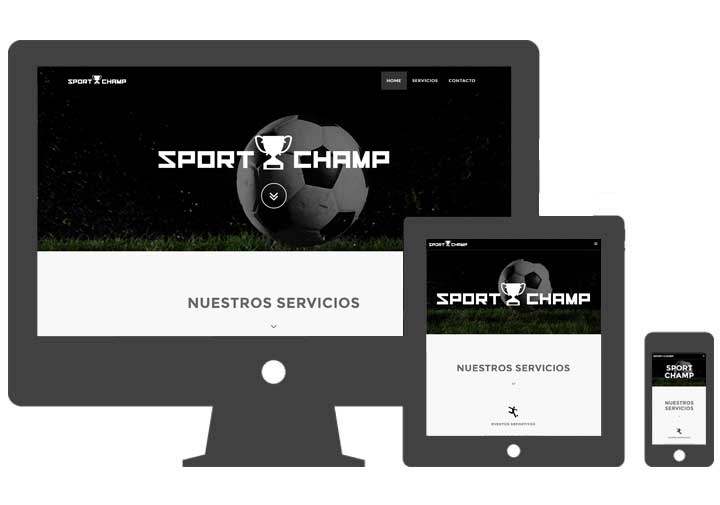 SPORT CHAMP
HOME SERVICIOS CONTACTO
SPORT CHAMP
NUESTROS SERVICIOS
SPORT CHAMP
SPORT CHAMP
NUESTROS SERVICIOS
EVENTOS DEPORTIVOS
SPORT CHAMP
SPORT
CHAMP
NUESTROS
SERVICIOS